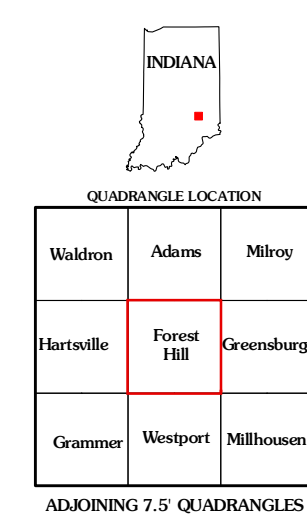 INDIANA
QUADRANGLE LOCATION
Waldron Adams Milroy
Hartsville Forest Hill Greensburg
Grammer Westport Millhousen
ADJOINING 7.5' QUADRANGLES